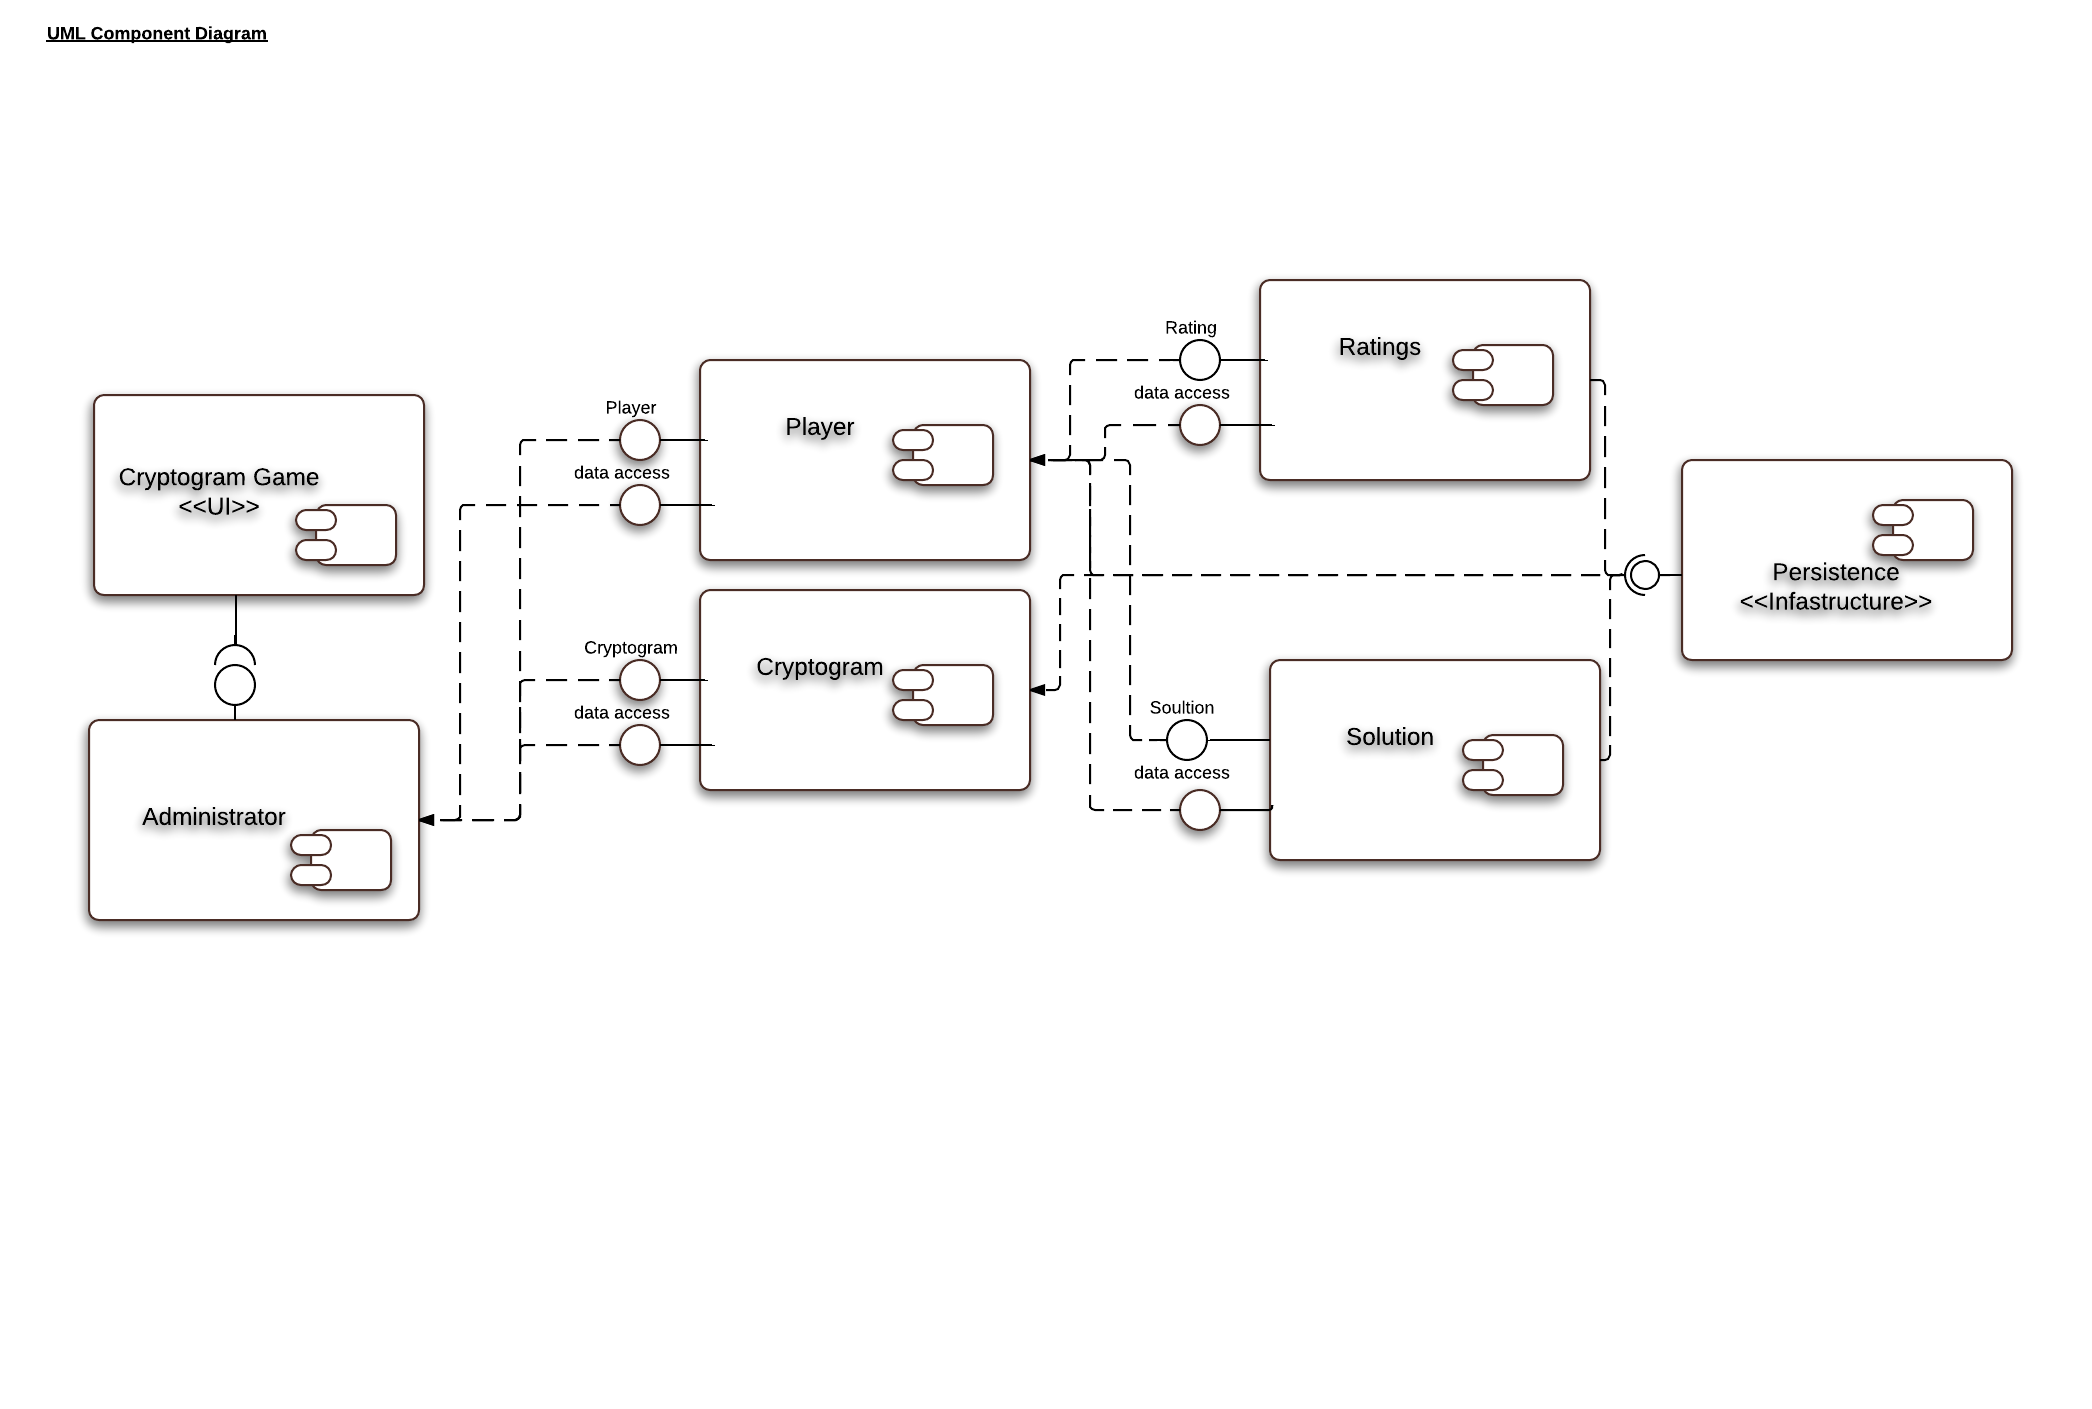 UML Component Diagram
Cryptogram Game
<<UI>>
Administrator
Player
data access
Player
Cryptogram
data access
Cryptogram
Rating
data access
Ratings
Soultion
data access
Solution
Persistence
<<Infastructure>>